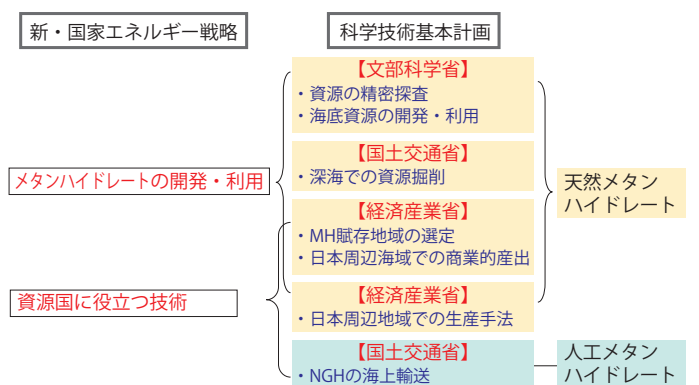 新・国家エネルギー戦略
科学技術基本計画
【文部科学省】
・資源の精密探査
・海底資源の開発・利用
【国土交通省】
・深海での資源掘削
メタンハイドレートの開発・利用
天然メタン
ハイドレート
【経済産業省】
・MH賦存地域の選定
・日本周辺海域での商業的産出
資源国に役立つ技術
【経済産業省】
・日本周辺地域での生産手法
【国土交通省】
・NGHの海上輸送
人工メタン
ハイドレート